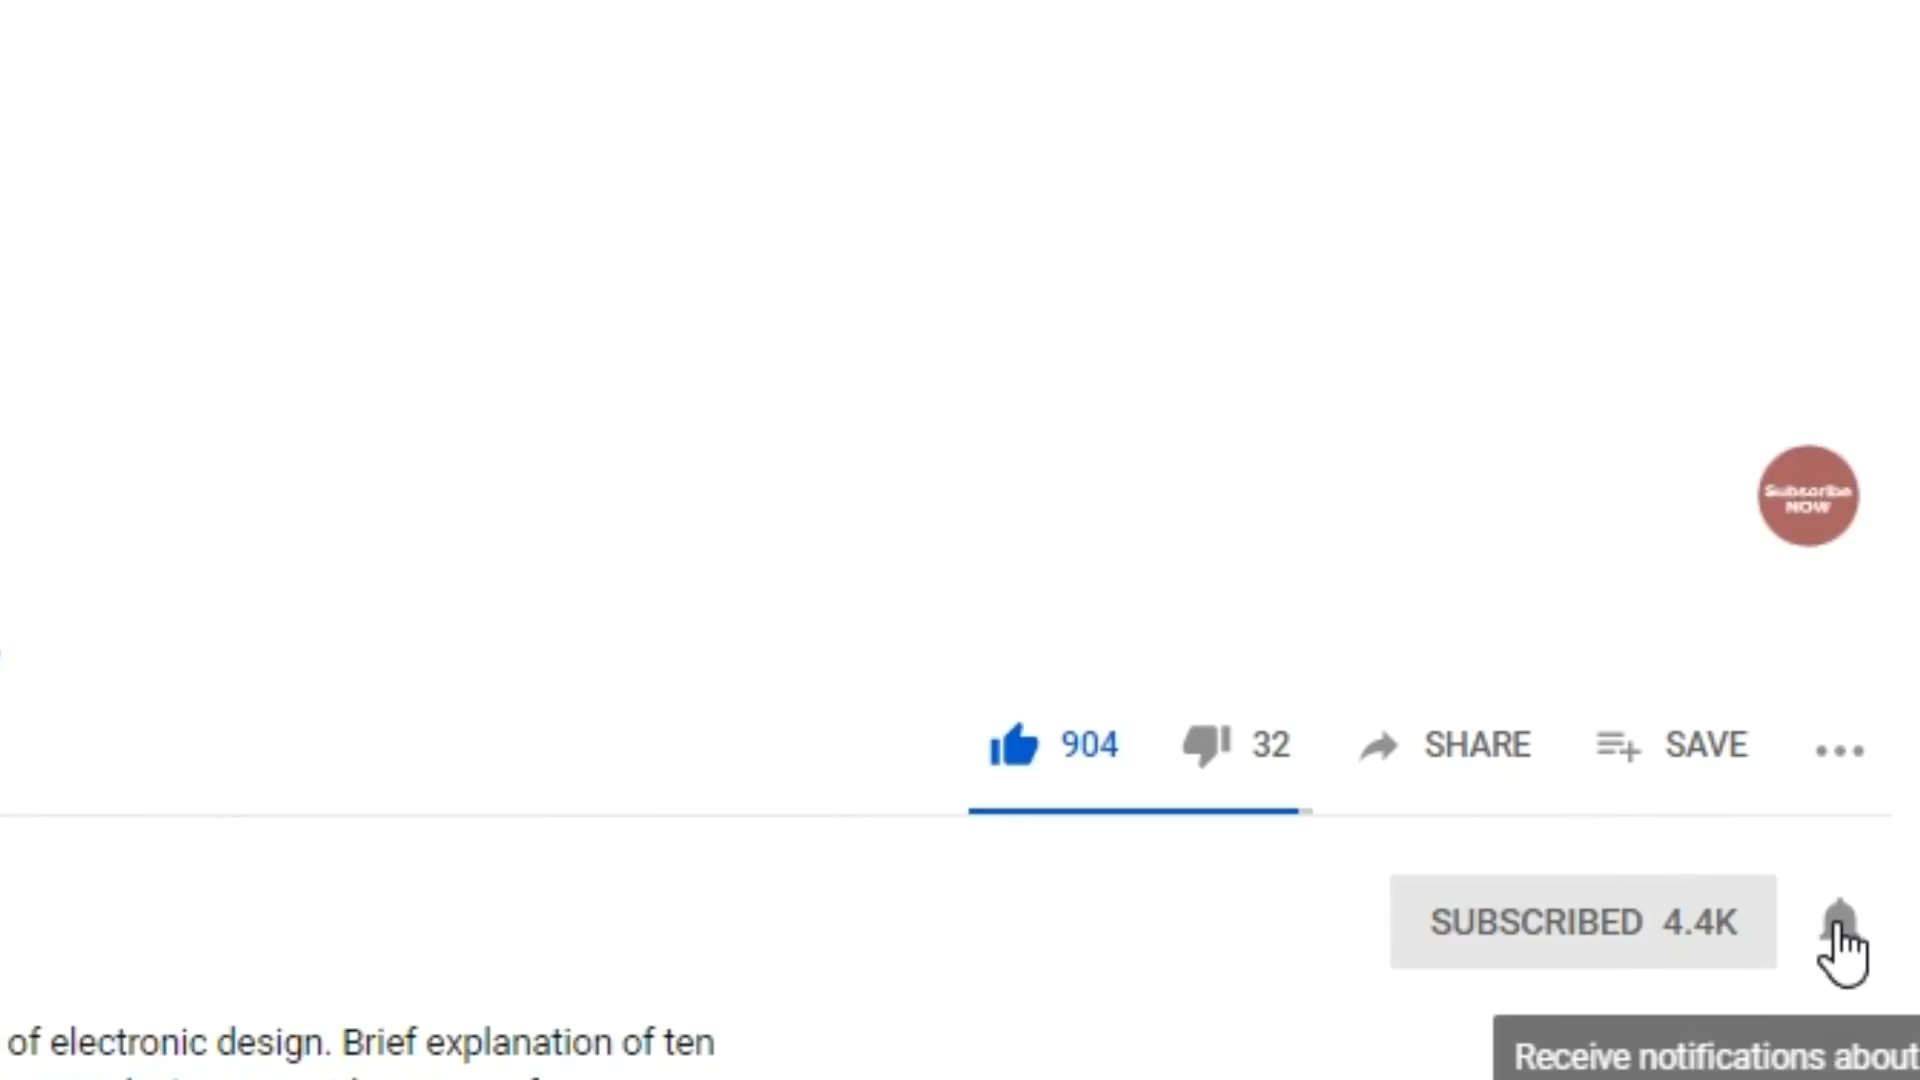 Subscribe
NOW
904 32 SHARE SAVE
SUBSCRIBED 4.4K
of electronic design. Brief explanation of ten
Receive notifications about